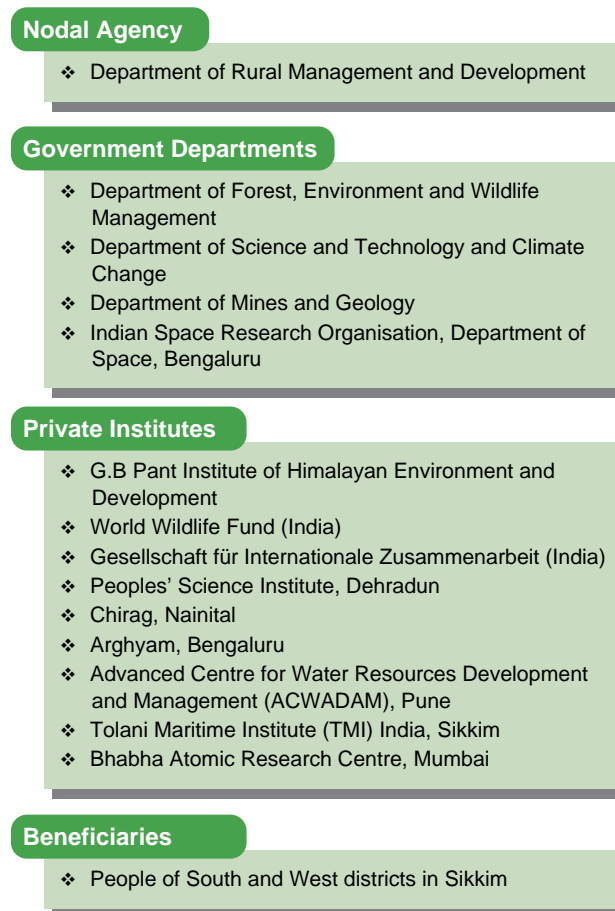 Nodal Agency
❖ Department of Rural Management and Development
Government Departments
❖ Department of Forest, Environment and Wildlife
Management
❖ Department of Science and Technology and Climate
Change
❖ Department of Mines and Geology
❖ Indian Space Research Organisation, Department of
Space, Bengaluru
Private Institutes
❖ G.B Pant Institute of Himalayan Environment and
Development
❖ World Wildlife Fund (India)
❖ Gesellschaft für Internationale Zusammenarbeit (India)
❖ Peoples’ Science Institute, Dehradun
❖ Chirag, Nainital
❖ Arghyam, Bengaluru
❖ Advanced Centre for Water Resources Development
and Management (ACWADAM), Pune
❖ Tolani Maritime Institute (TMI) India, Sikkim
❖ Bhabha Atomic Research Centre, Mumbai
Beneficiaries
❖ People of South and West districts in Sikkim